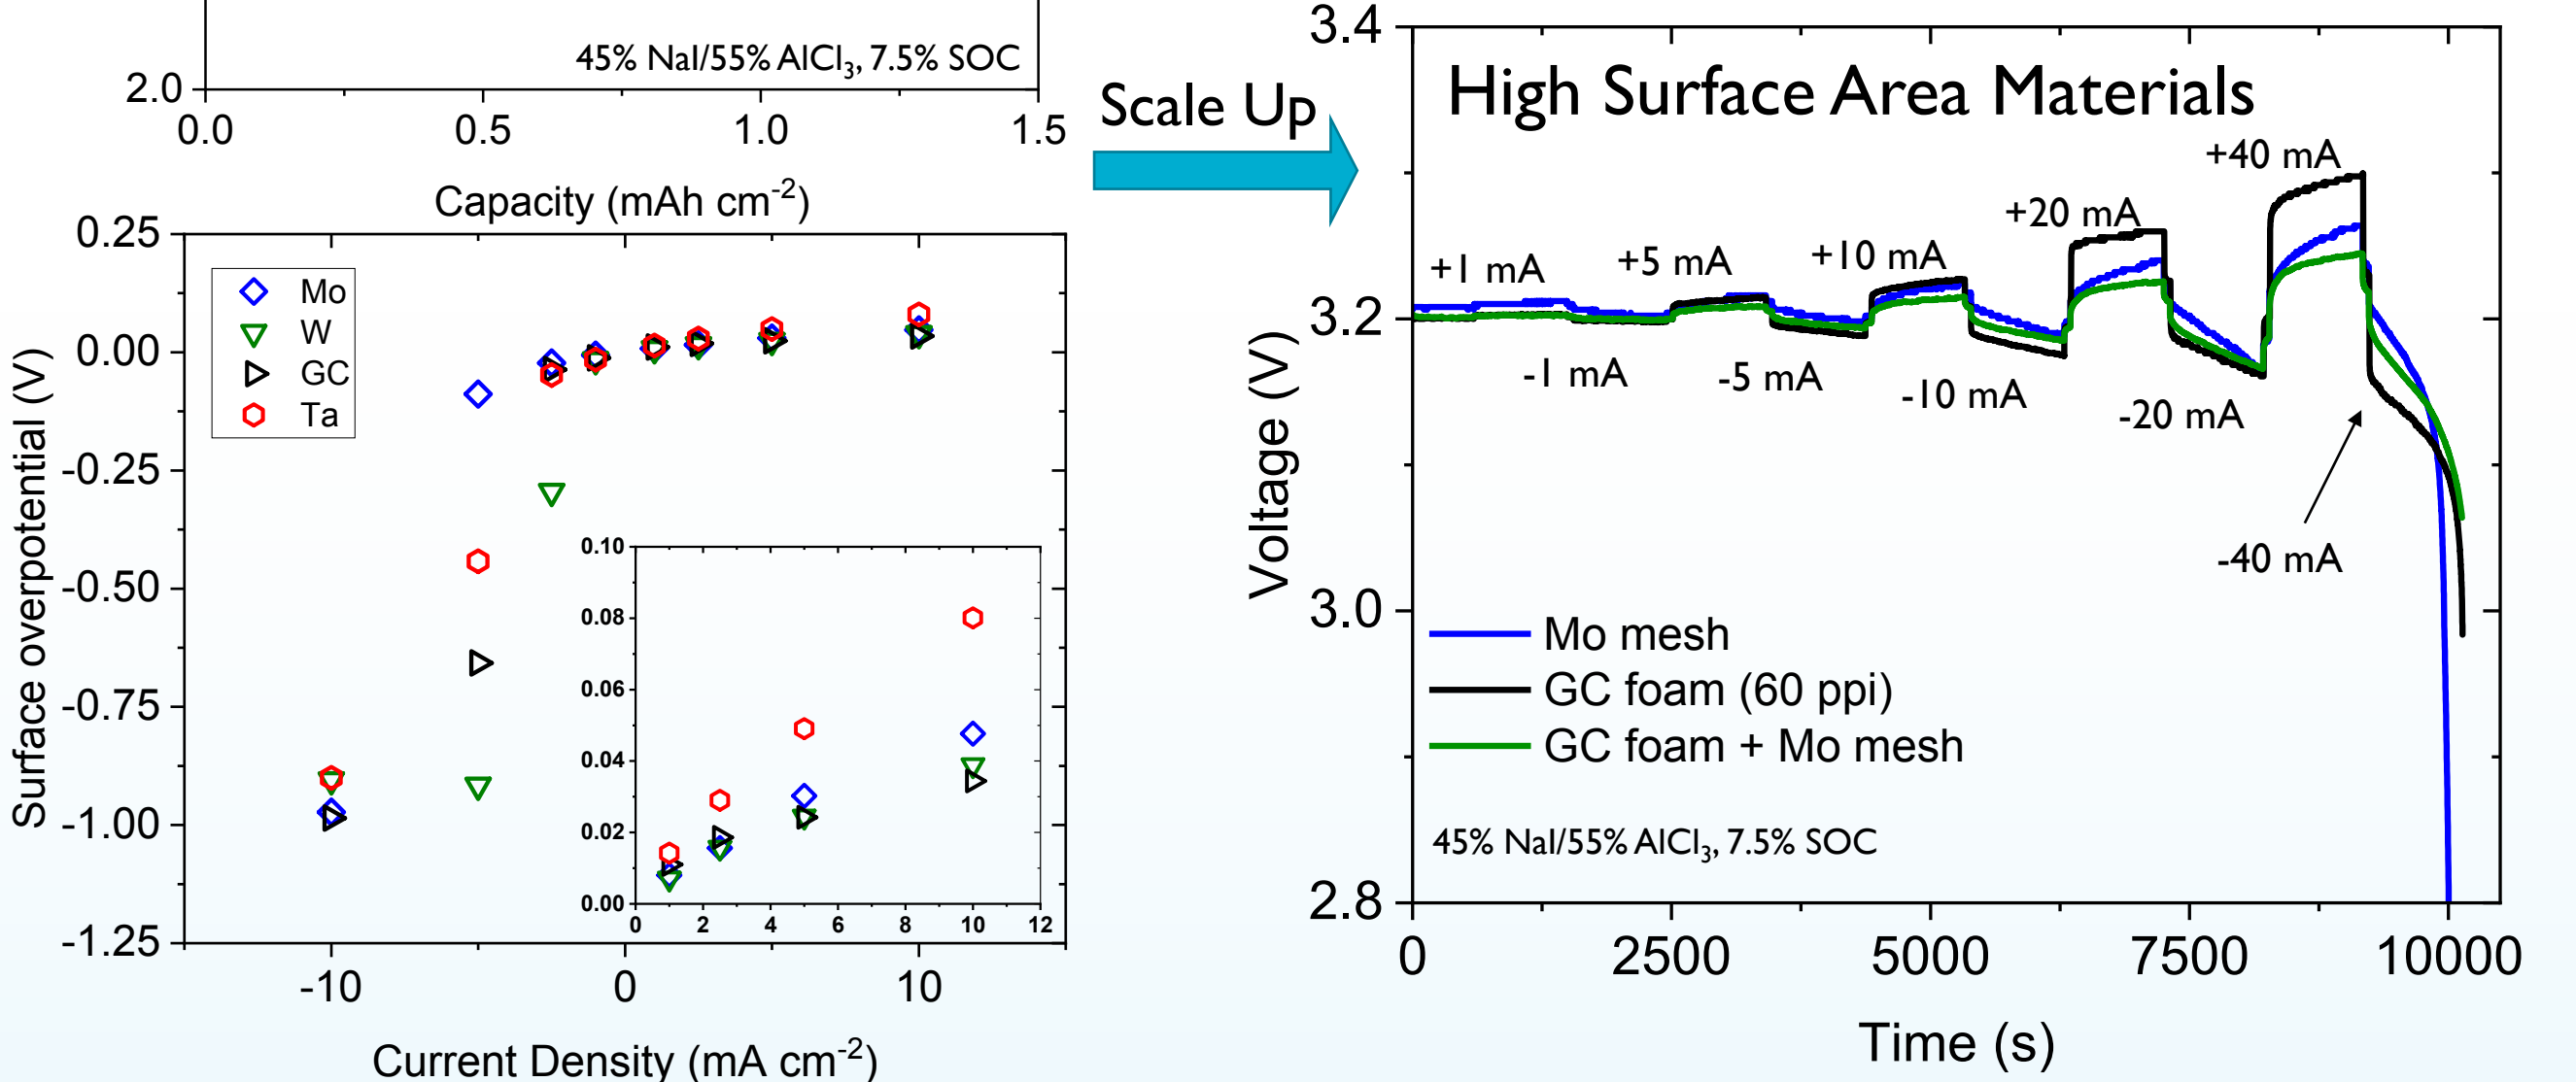 45% NaI/55% AlCl3, 7.5% SOC
2.0
0.0
0.5
1.0
1.5
Capacity (mAh cm-2)
Scale Up
0.25
0.00
-0.25
-0.50
-0.75
-1.00
-1.25
Surface overpotential (V)
Mo
W
GC
Ta
0.10
0.08
0.06
0.04
0.02
0.00
0
2
4
6
8
10
12
-10
0
10
Current Density (mA cm-2)
3.4
3.2
3.0
2.8
Voltage (V)
High Surface Area Materials
+1 mA
-1 mA
+5 mA
-5 mA
+10 mA
-10 mA
+20 mA
-20 mA
+40 mA
-40 mA
Mo mesh
GC foam (60 ppi)
GC foam + Mo mesh
45% NaI/55% AlCl3, 7.5% SOC
0
2500
5000
7500
10000
Time (s)